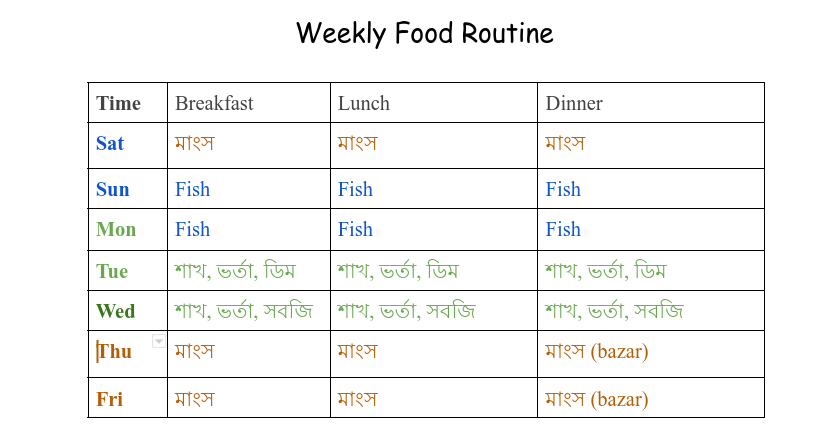 Weekly Food Routine
Time Breakfast Lunch Dinner
Sat মাংস মাংস মাংস
Sun Fish Fish Fish
Mon Fish Fish Fish
Tue শাখ, ভর্তা, ডিম শাখ, ভর্তা, ডিম শাখ, ভর্তা, ডিম
Wed শাখ, ভর্তা, সবজি শাখ, ভর্তা, সবজি শাখ, ভর্তা, সবজি
Thu মাংস মাংস মাংস (bazar)
Fri মাংস মাংস মাংস (bazar)